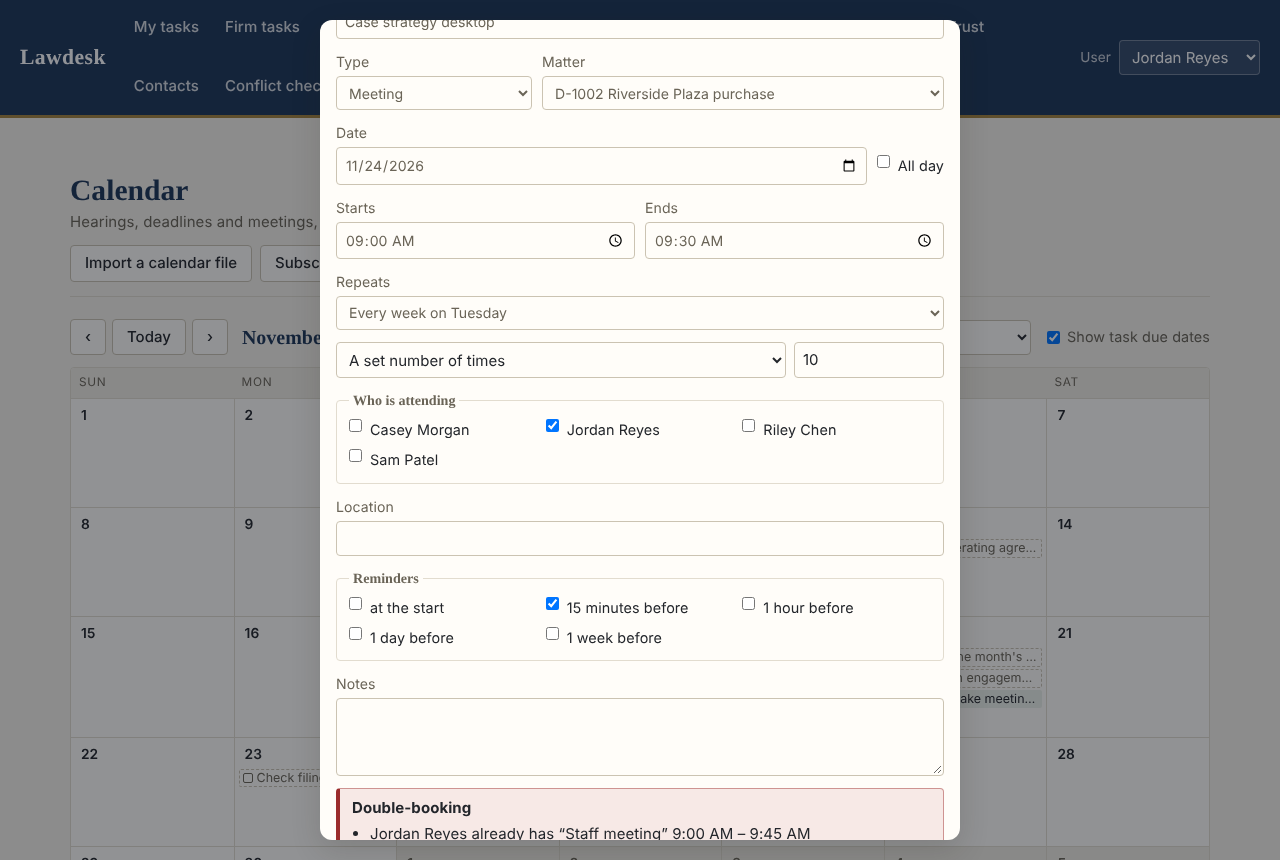 My tasks Firm tasks
Lawdesk
Contacts Conflict chec
User Jordan Reyes
Calendar
Hearings, deadlines and meetings,
Import a calendar file Subsc
‹ Today › Novembe
Show task due dates
SUN MON SAT
1 2 7
8 9 14
erating agre...
15 16 21
ne month's ...
n engagem...
ake meetin...
22 23 28
Check filin
Case strategy desktop
Type Matter
Meeting D-1002 Riverside Plaza purchase
Date
11/24/2026 All day
Starts Ends
09:00 AM 09:30 AM
Repeats
Every week on Tuesday
A set number of times 10
Who is attending
Casey Morgan Jordan Reyes Riley Chen
Sam Patel
Location
Reminders
at the start 15 minutes before 1 hour before
1 day before 1 week before
Notes
Double-booking
• Jordan Reyes already has “Staff meeting” 9:00 AM – 9:45 AM